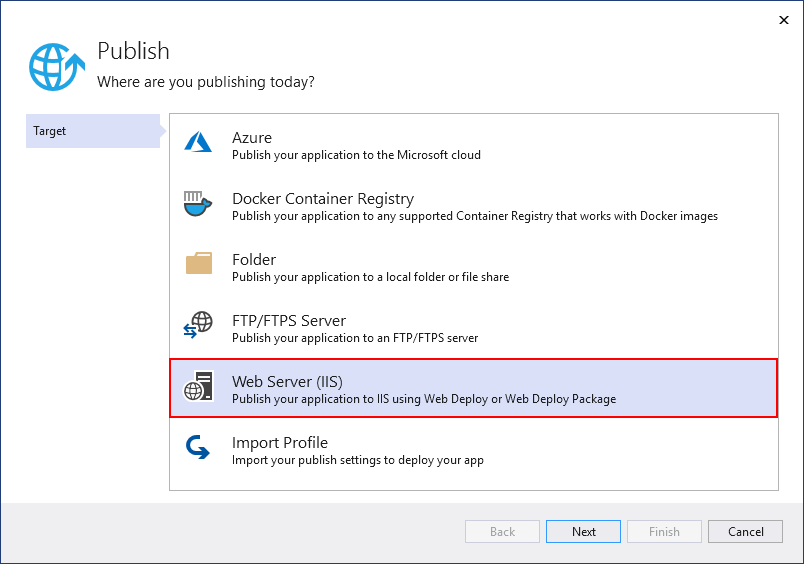 Publish
Where are you publishing today?
Target
Azure
Publish your application to the Microsoft cloud
Docker Container Registry
Publish your application to any supported Container Registry that works with Docker images
Folder
Publish your application to a local folder or file share
FTP/FTPS Server
Publish your application to an FTP/FTPS server
Web Server (IIS)
Publish your application to IIS using Web Deploy or Web Deploy Package
Import Profile
Import your publish settings to deploy your app
Back
Next
Finish
Cancel